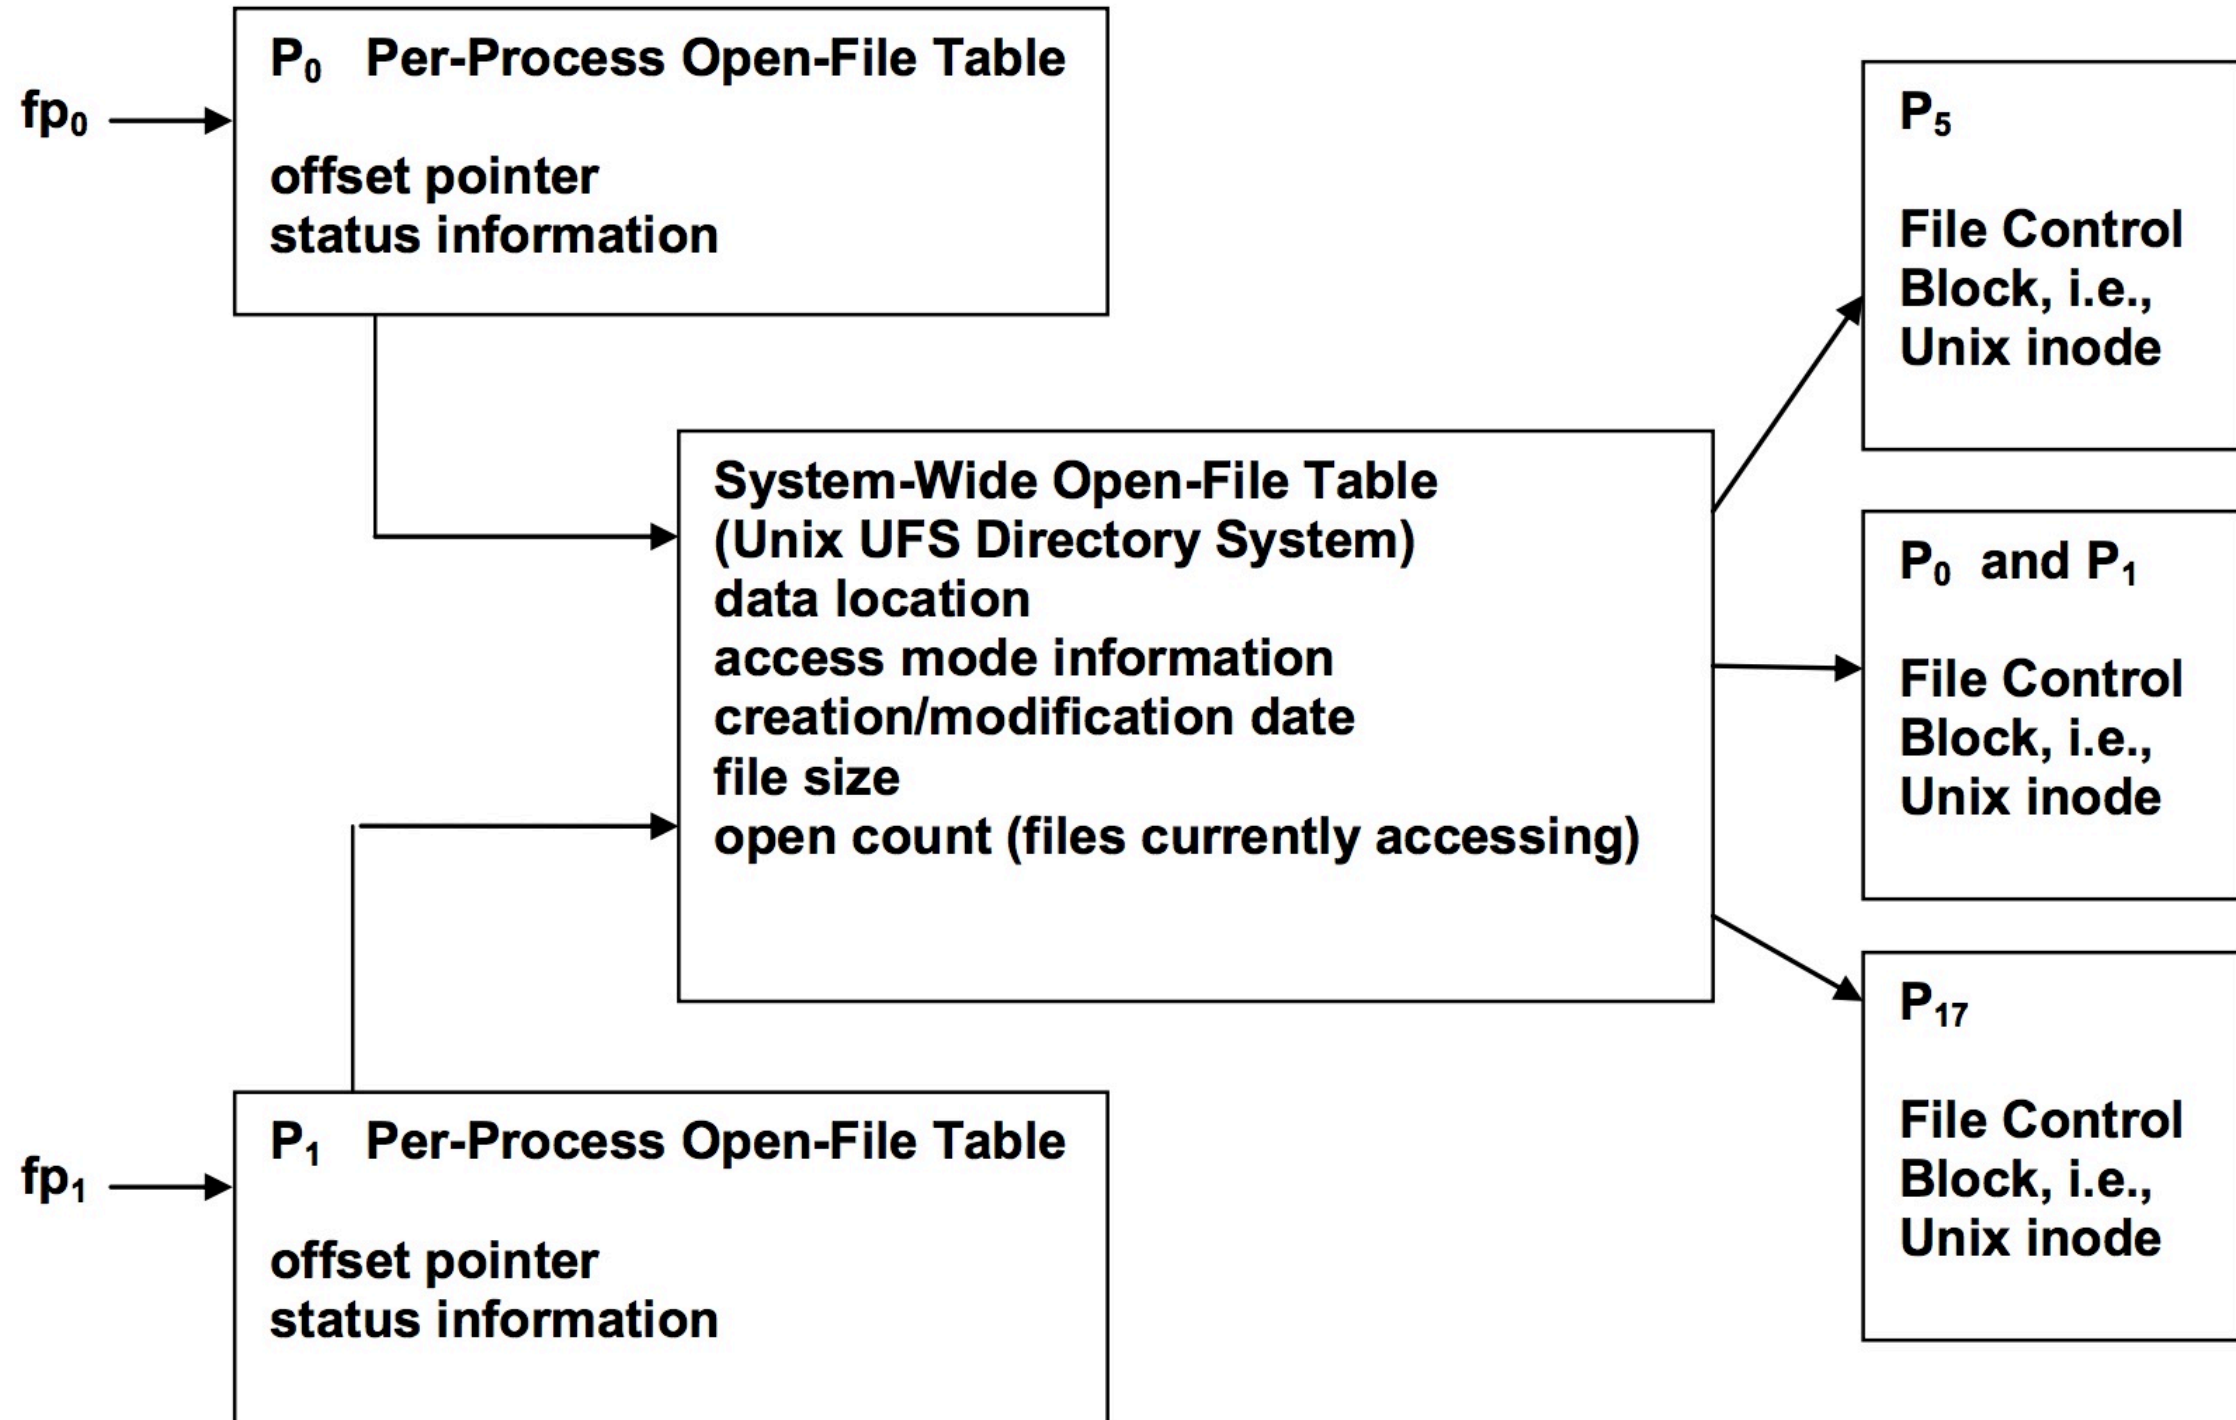 P₀ Per-Process Open-File Table
fp₀
offset pointer
status information
P₅
File Control
Block, i.e.,
Unix inode
System-Wide Open-File Table
(Unix UFS Directory System)
data location
access mode information
creation/modification date
file size
open count (files currently accessing)
P₀ and P₁
File Control
Block, i.e.,
Unix inode
P₁₇
File Control
Block, i.e.,
Unix inode
P₁ Per-Process Open-File Table
fp₁
offset pointer
status information